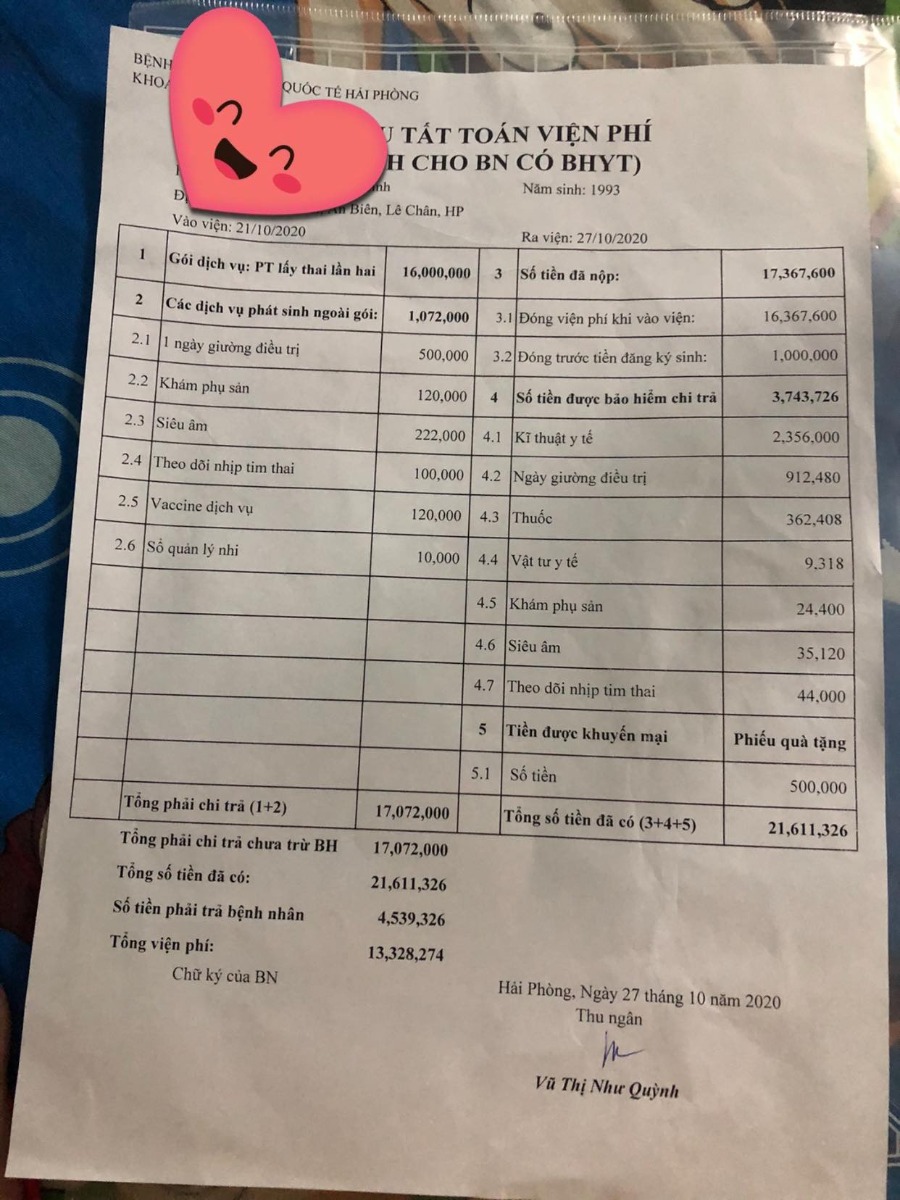 BỆNH
KHOA QUỐC TẾ HẢI PHÒNG
TẤT TOÁN VIỆN PHÍ
CHO BN CÓ BHYT)
Năm sinh: 1993
Biên, Lê Chân, HP
Vào viện: 21/10/2020 Ra viện: 27/10/2020
1 Gói dịch vụ: PT lấy thai lần hai 16,000,000 3 Số tiền đã nộp: 17,367,600
2 Các dịch vụ phát sinh ngoài gói: 1,072,000 3.1 Đóng viện phí khi vào viện: 16,367,600
2.1 1 ngày giường điều trị 500,000 3.2 Đóng trước tiền đăng ký sinh: 1,000,000
2.2 Khám phụ sản 120,000 4 Số tiền được bảo hiểm chi trả 3,743,726
2.3 Siêu âm 222,000 4.1 Kĩ thuật y tế 2,356,000
2.4 Theo dõi nhịp tim thai 100,000 4.2 Ngày giường điều trị 912,480
2.5 Vaccine dịch vụ 120,000 4.3 Thuốc 362,408
2.6 Sổ quản lý nhi 10,000 4.4 Vật tư y tế 9,318
4.5 Khám phụ sản 24,400
4.6 Siêu âm 35,120
4.7 Theo dõi nhịp tim thai 44,000
5 Tiền được khuyến mại Phiếu quà tặng
5.1 Số tiền 500,000
Tổng phải chi trả (1+2) 17,072,000 Tổng số tiền đã có (3+4+5) 21,611,326
Tổng phải chi trả chưa trừ BH 17,072,000
Tổng số tiền đã có: 21,611,326
Số tiền phải trả bệnh nhân 4,539,326
Tổng viện phí: 13,328,274
Chữ ký của BN
Hải Phòng, Ngày 27 tháng 10 năm 2020
Thu ngân
Vũ Thị Như Quỳnh